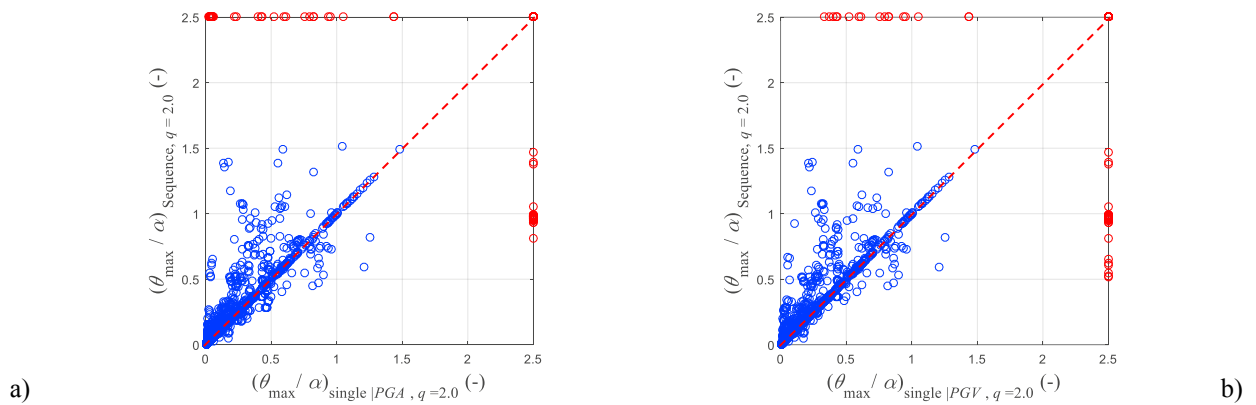 2.5
2
1.5
1
0.5
0
0 0.5 1 1.5 2 2.5
(θmax / α) Sequence, q = 2.0 (-)
(θmax / α) single |PGA , q =2.0 (-)
a)
2.5
2
1.5
1
0.5
0
0 0.5 1 1.5 2 2.5
(θmax / α) Sequence, q = 2.0 (-)
(θmax / α) single |PGV , q =2.0 (-)
b)